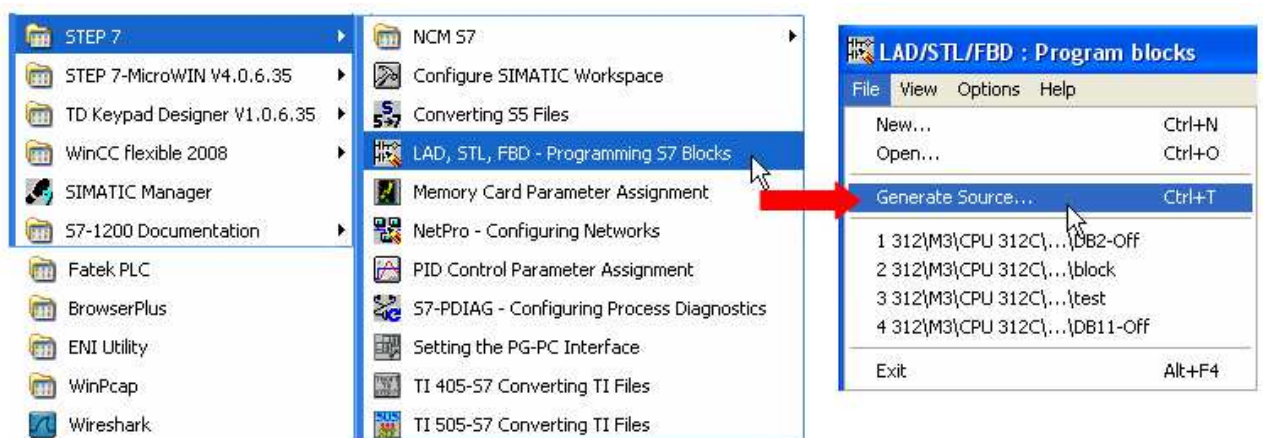 STEP 7
STEP 7-MicroWIN V4.0.6.35
TD Keypad Designer V1.0.6.35
WinCC flexible 2008
SIMATIC Manager
S7-1200 Documentation
Fatek PLC
BrowserPlus
ENI Utility
WinPcap
Wireshark
NCM S7
Configure SIMATIC Workspace
Converting S5 Files
LAD, STL, FBD - Programming S7 Blocks
Memory Card Parameter Assignment
NetPro - Configuring Networks
PID Control Parameter Assignment
S7-PDIAG - Configuring Process Diagnostics
Setting the PG-PC Interface
TI 405-S7 Converting TI Files
TI 505-S7 Converting TI Files
LAD/STL/FBD : Program blocks
File View Options Help
New... Ctrl+N
Open... Ctrl+O
Generate Source... Ctrl+T
1 312\M3\CPU 312C\...\DB2-Off
2 312\M3\CPU 312C\...\block
3 312\M3\CPU 312C\...\test
4 312\M3\CPU 312C\...\DB11-Off
Exit Alt+F4